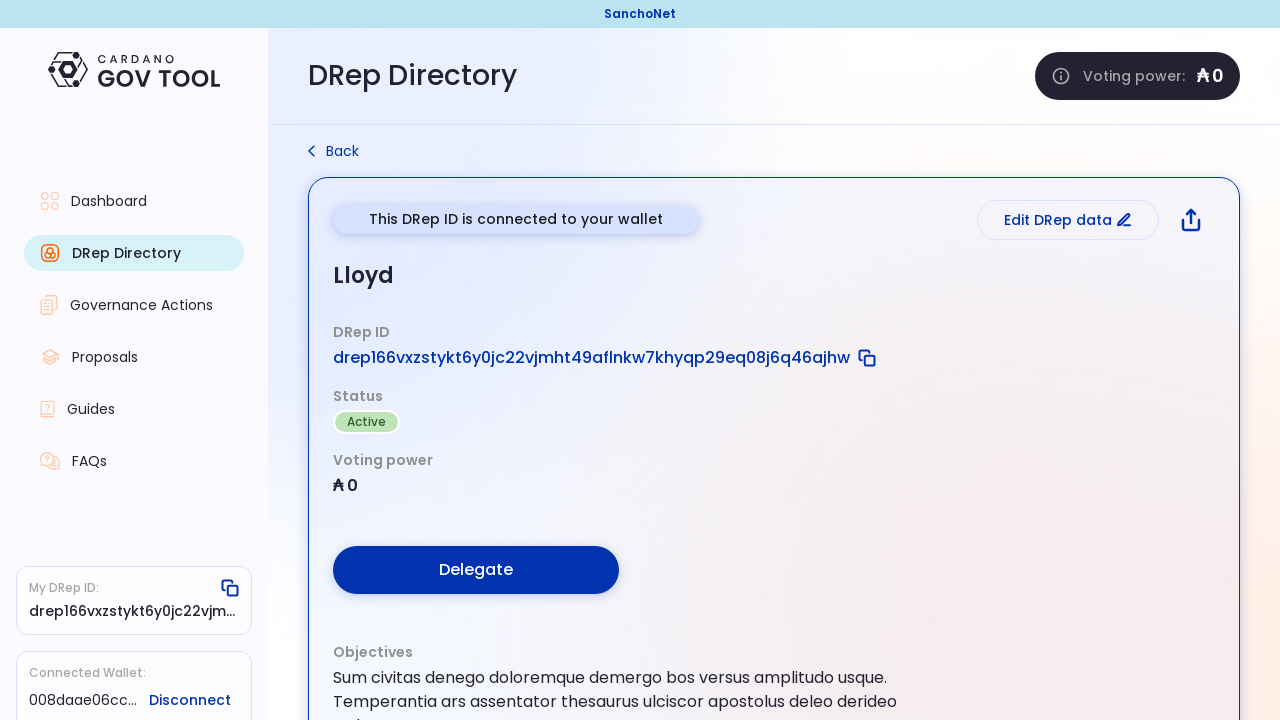 SanchoNet
CARDANO
GOV TOOL
DRep Directory
Voting power: ₳ 0
Back
Dashboard
DRep Directory
Governance Actions
Proposals
Guides
FAQs
This DRep ID is connected to your wallet
Edit DRep data
Lloyd
DRep ID
drep166vxzstykt6y0jc22vjmht49aflnkw7khyqp29eq08j6q46ajhw
Status
Active
Voting power
₳ 0
Delegate
Objectives
Sum civitas denego doloremque demergo bos versus amplitudo usque.
Temperantia ars assentator thesaurus ulciscor apostolus deleo derideo
My DRep ID:
drep166vxzstykt6y0jc22vjm...
Connected Wallet:
008daae06cc... Disconnect